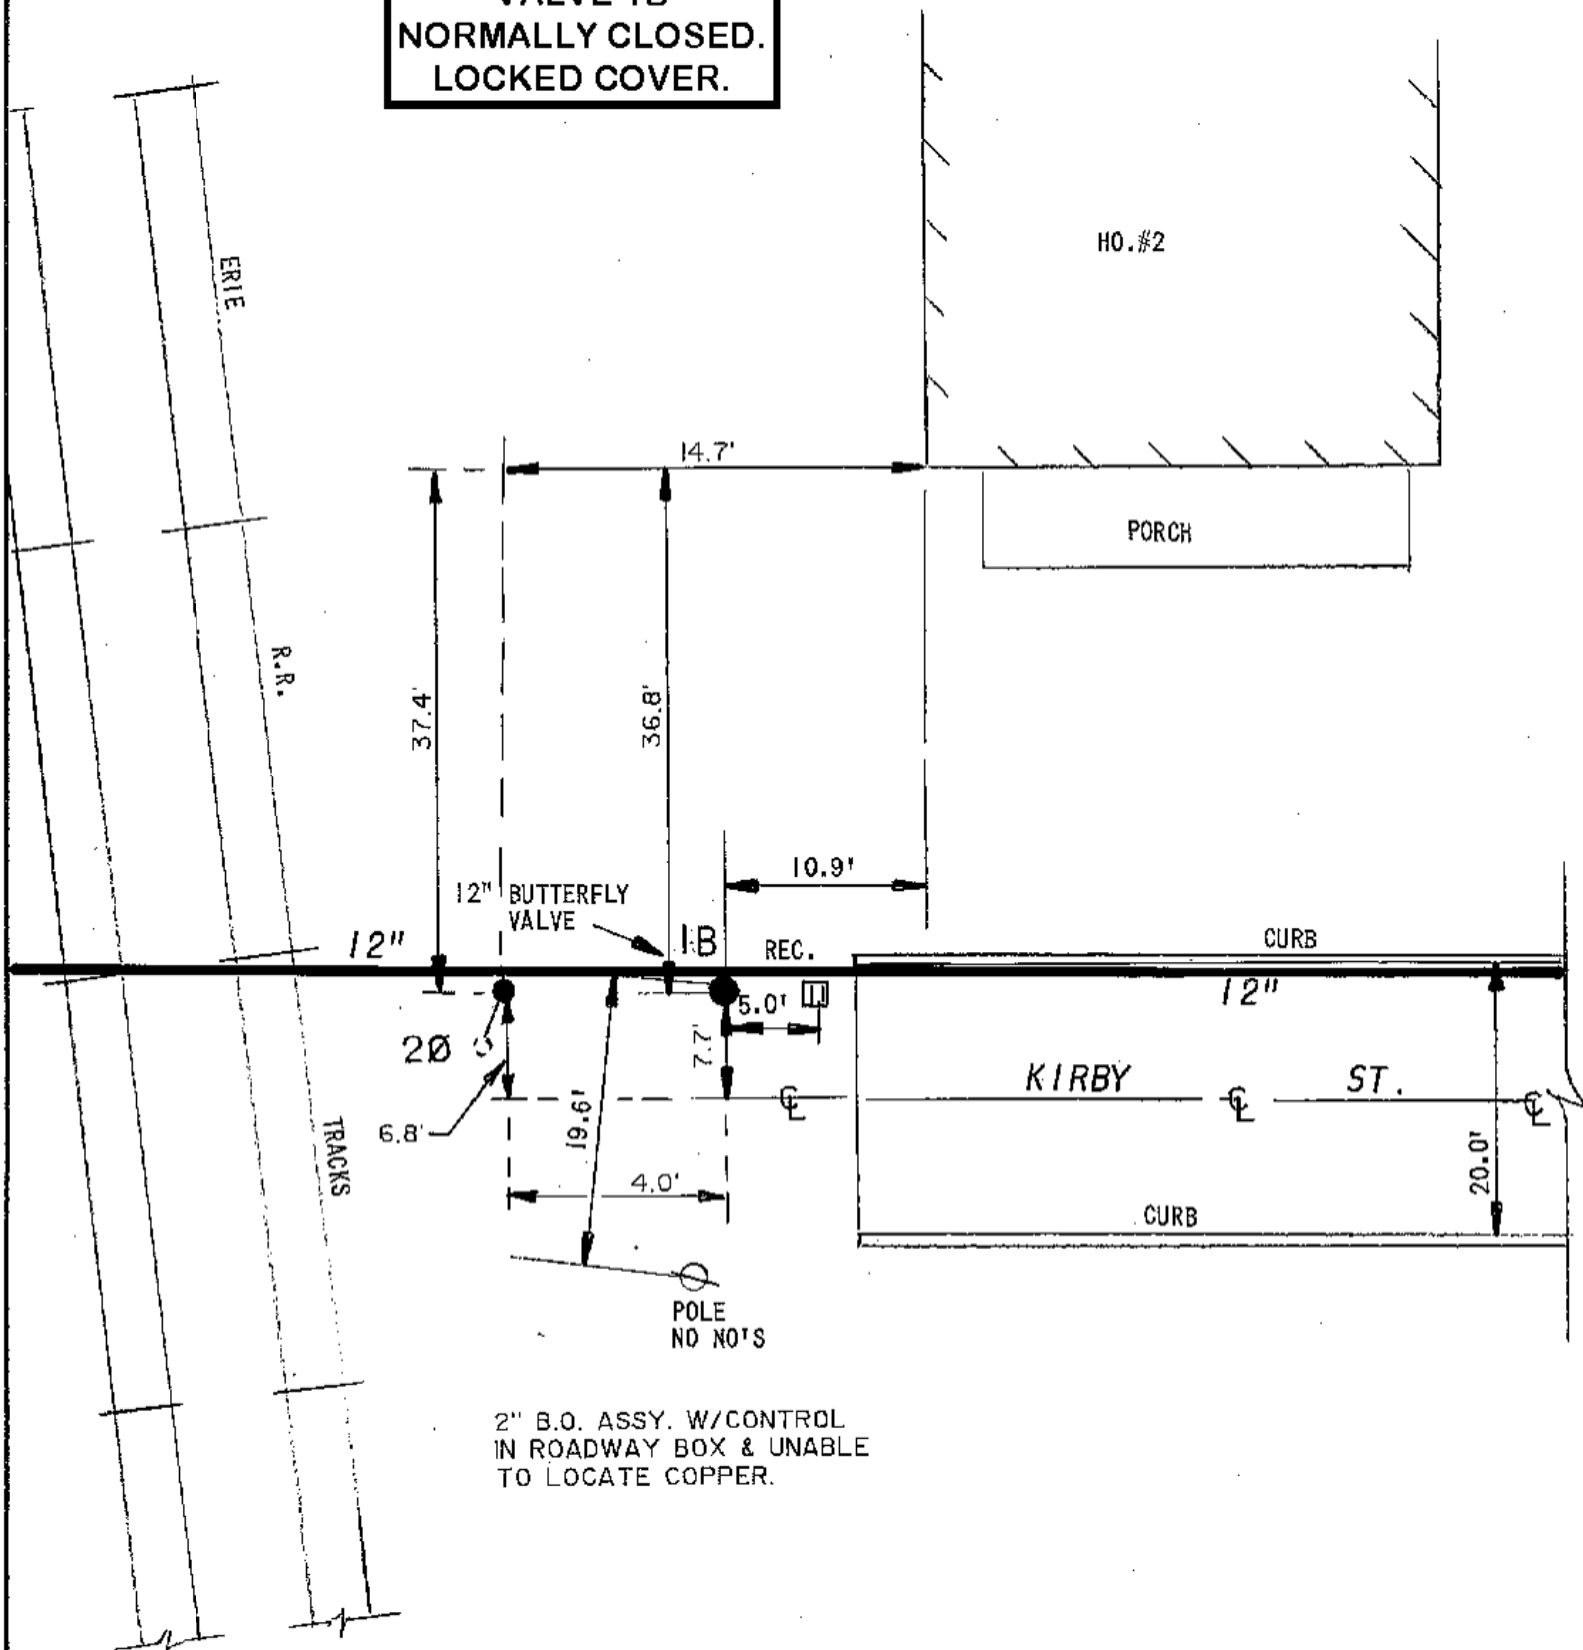 NORMALLY CLOSED.
LOCKED COVER.
ERIE
HO.#2
14.7'
PORCH
R.R.
37.4'
36.8'
10.9'
12" BUTTERFLY
VALVE
12"
1B
REC.
CURB
12"
5.0'
2Ø
7.7'
KIRBY ST.
6.8'
19.6'
TRACKS
4.0'
20.0'
CURB
POLE
NO NO'S
2" B.O. ASSY. W/CONTROL
IN ROADWAY BOX & UNABLE
TO LOCATE COPPER.